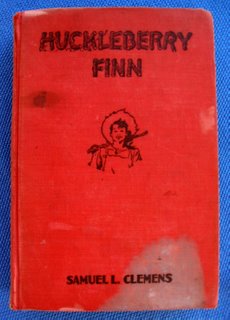 HUCKLEBERRY
FINN
SAMUEL L. CLEMENS